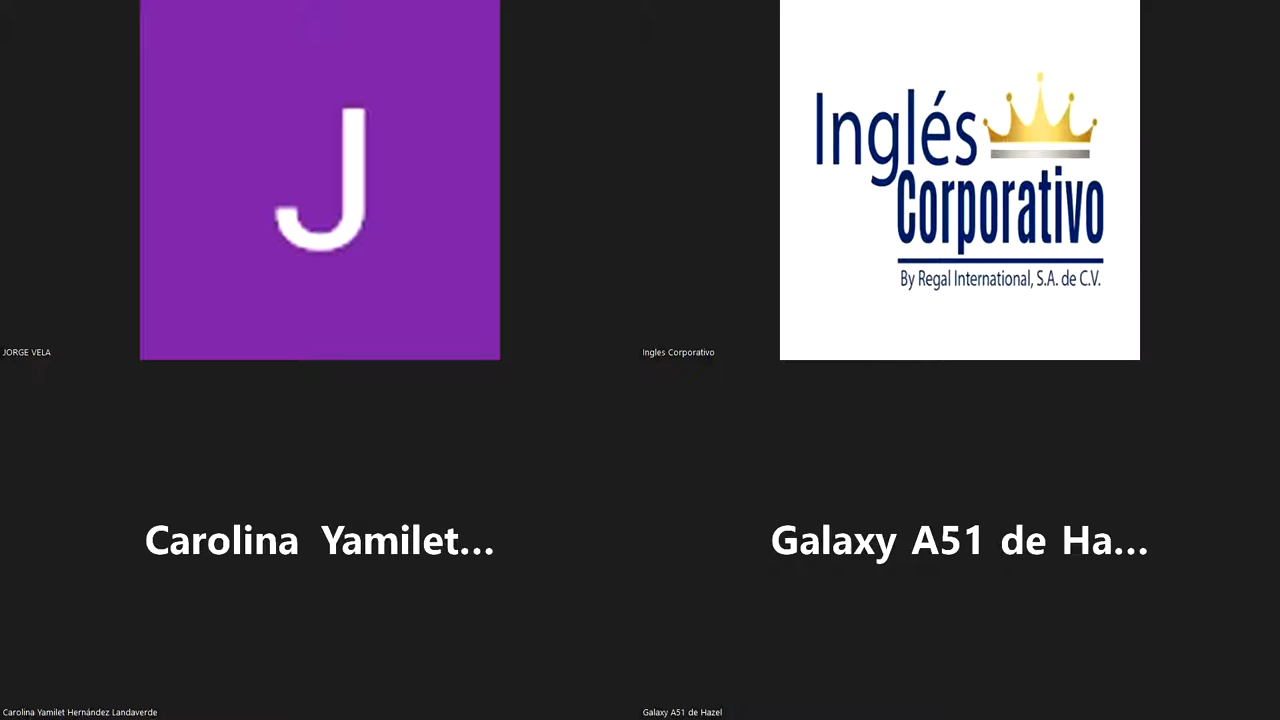 J
Inglés
Corporativo
By Regal International, S.A. de C.V.
JORGE VELA
Ingles Corporativo
Carolina Yamilet...
Galaxy A51 de Ha...
Carolina Yamilet Hernández Landaverde
Galaxy A51 de Hazel